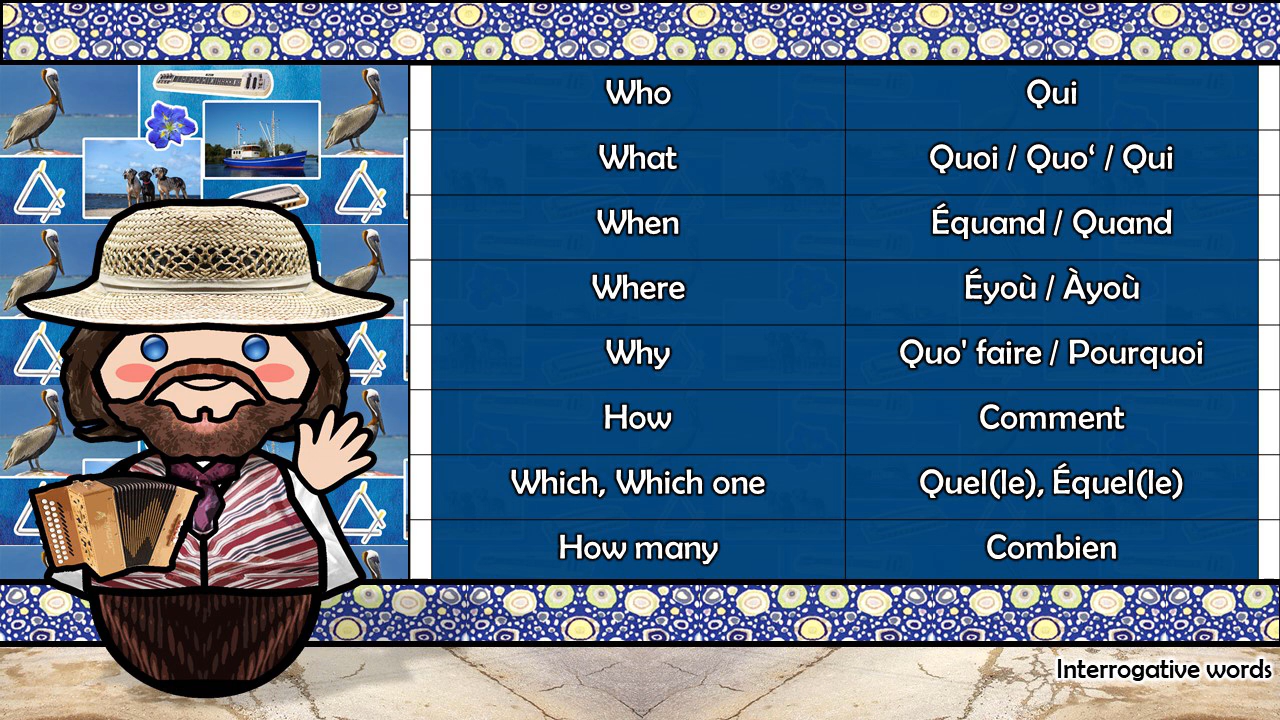 Who Qui
What Quoi / Quo‘ / Qui
When Équand / Quand
Where Éyoù / Àyoù
Why Quo' faire / Pourquoi
How Comment
Which, Which one Quel(le), Équel(le)
How many Combien
Interrogative words